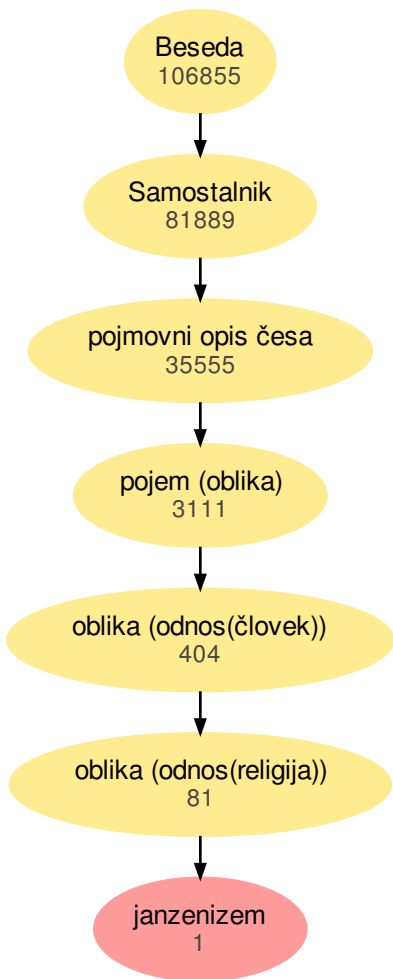 Beseda
106855
Samostalnik
81889
pojmovni opis česa
35555
pojem (oblika)
3111
oblika (odnos(človek))
404
oblika (odnos(religija))
81
janzenizem
1